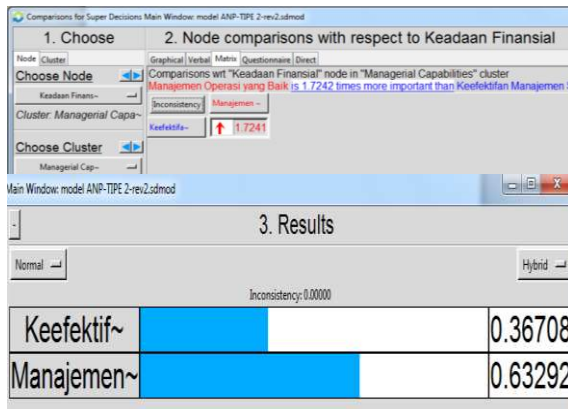 Comparisons for Super Decisions Main Window: model ANP-TIPE 2-rev2.sdmod
1. Choose
2. Node comparisons with respect to Keadaan Finansial
Node Cluster
Graphical Verbal Matrix Questionnaire Direct
Choose Node
Comparisons wrt "Keadaan Finansial" node in "Managerial Capabilities" cluster
Manajemen Operasi yang Baik is 1.7242 times more important than Keefektifan Manajemen S
Keadaan Finans~
Inconsistency
Manajemen ~
Cluster: Managerial Capa~
Keefektifa~
1.7241
Choose Cluster
Managerial Cap~
Main Window: model ANP-TIPE 2-rev2.sdmod
3. Results
Normal
Hybrid
Inconsistency: 0.00000
Keefektif~ 0.36708
Manajemen~ 0.63292